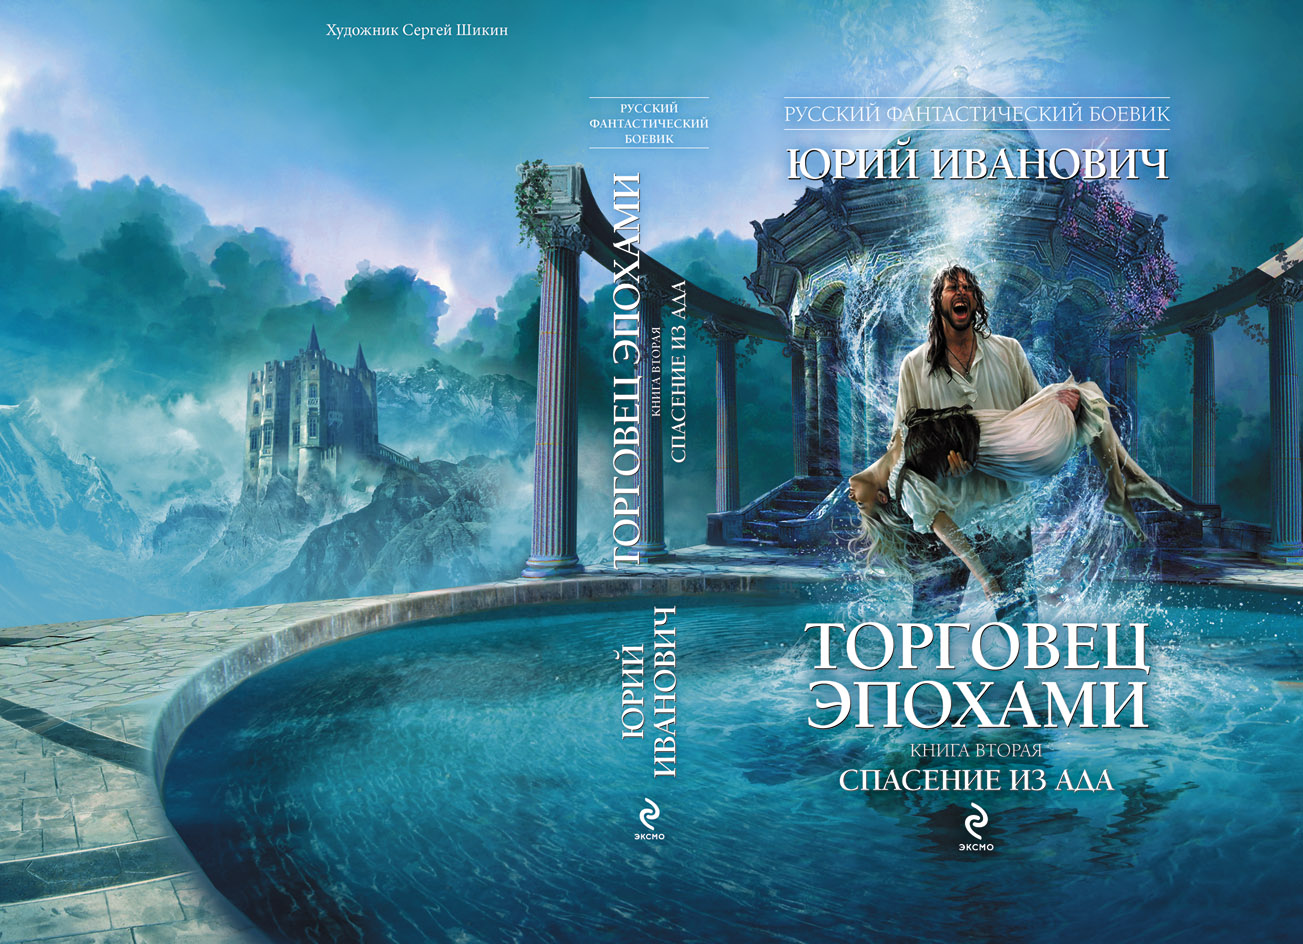 Художник Сергей Шикин
РУССКИЙ
ФАНТАСТИЧЕСКИЙ
БОЕВИК
ТОРГОВЕЦ ЭПОХАМИ
КНИГА ВТОРАЯ
СПАСЕНИЕ ИЗ АДА
ЮРИЙ
ИВАНОВИЧ
ЭКСМО
РУССКИЙ ФАНТАСТИЧЕСКИЙ БОЕВИК
ЮРИЙ ИВАНОВИЧ
ТОРГОВЕЦ
ЭПОХАМИ
КНИГА ВТОРАЯ
СПАСЕНИЕ ИЗ АДА
ЭКСМО